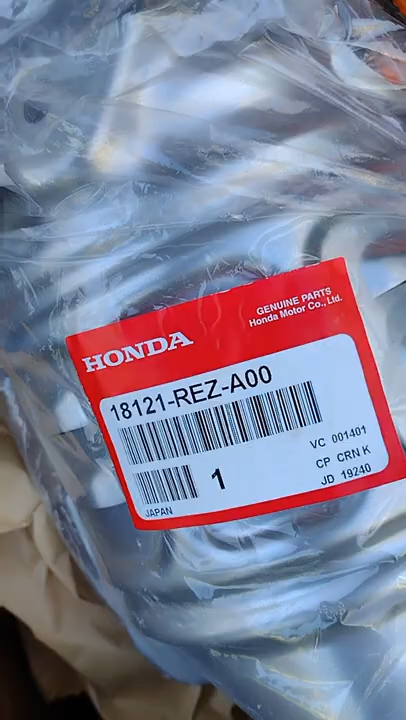 HONDA
GENUINE PARTS
Honda Motor Co., Ltd.
18121-REZ-A00
1
VC 001401
CP CRN K
JD 19240
JAPAN